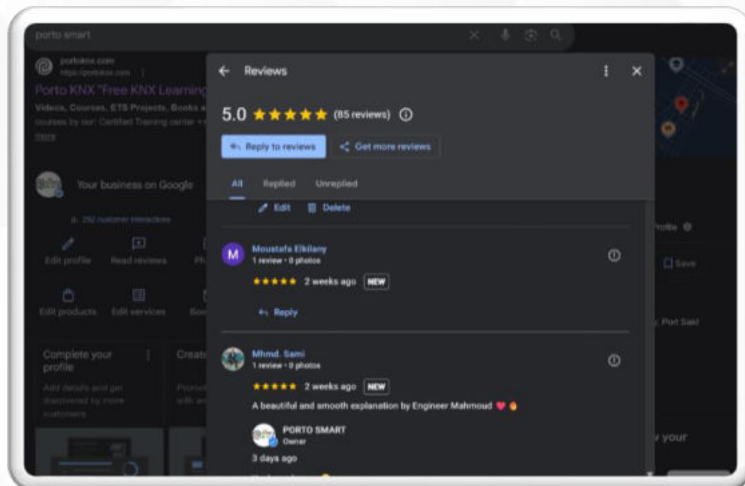 porto smart
portoknx.com
https://portoknx.com
Porto KNX "Free KNX Learning
Videos, Courses, ETS Projects, Books a
courses by our: Certified Training center •
more
Your business on Google
292 customer interactions
Edit profile
Read reviews
Edit products
Edit services
Complete your
profile
Add details and get
discovered by more
customers
Reviews
5.0
(85 reviews)
Reply to reviews
Get more reviews
All
Replied
Unreplied
Edit
Delete
M
Moustafa Elkilany
1 review • 0 photos
2 weeks ago
NEW
Reply
Mhmd. Sami
1 review • 0 photos
2 weeks ago
NEW
A beautiful and smooth explanation by Engineer Mahmoud
PORTO SMART
Owner
3 days ago
Save
, Port Said